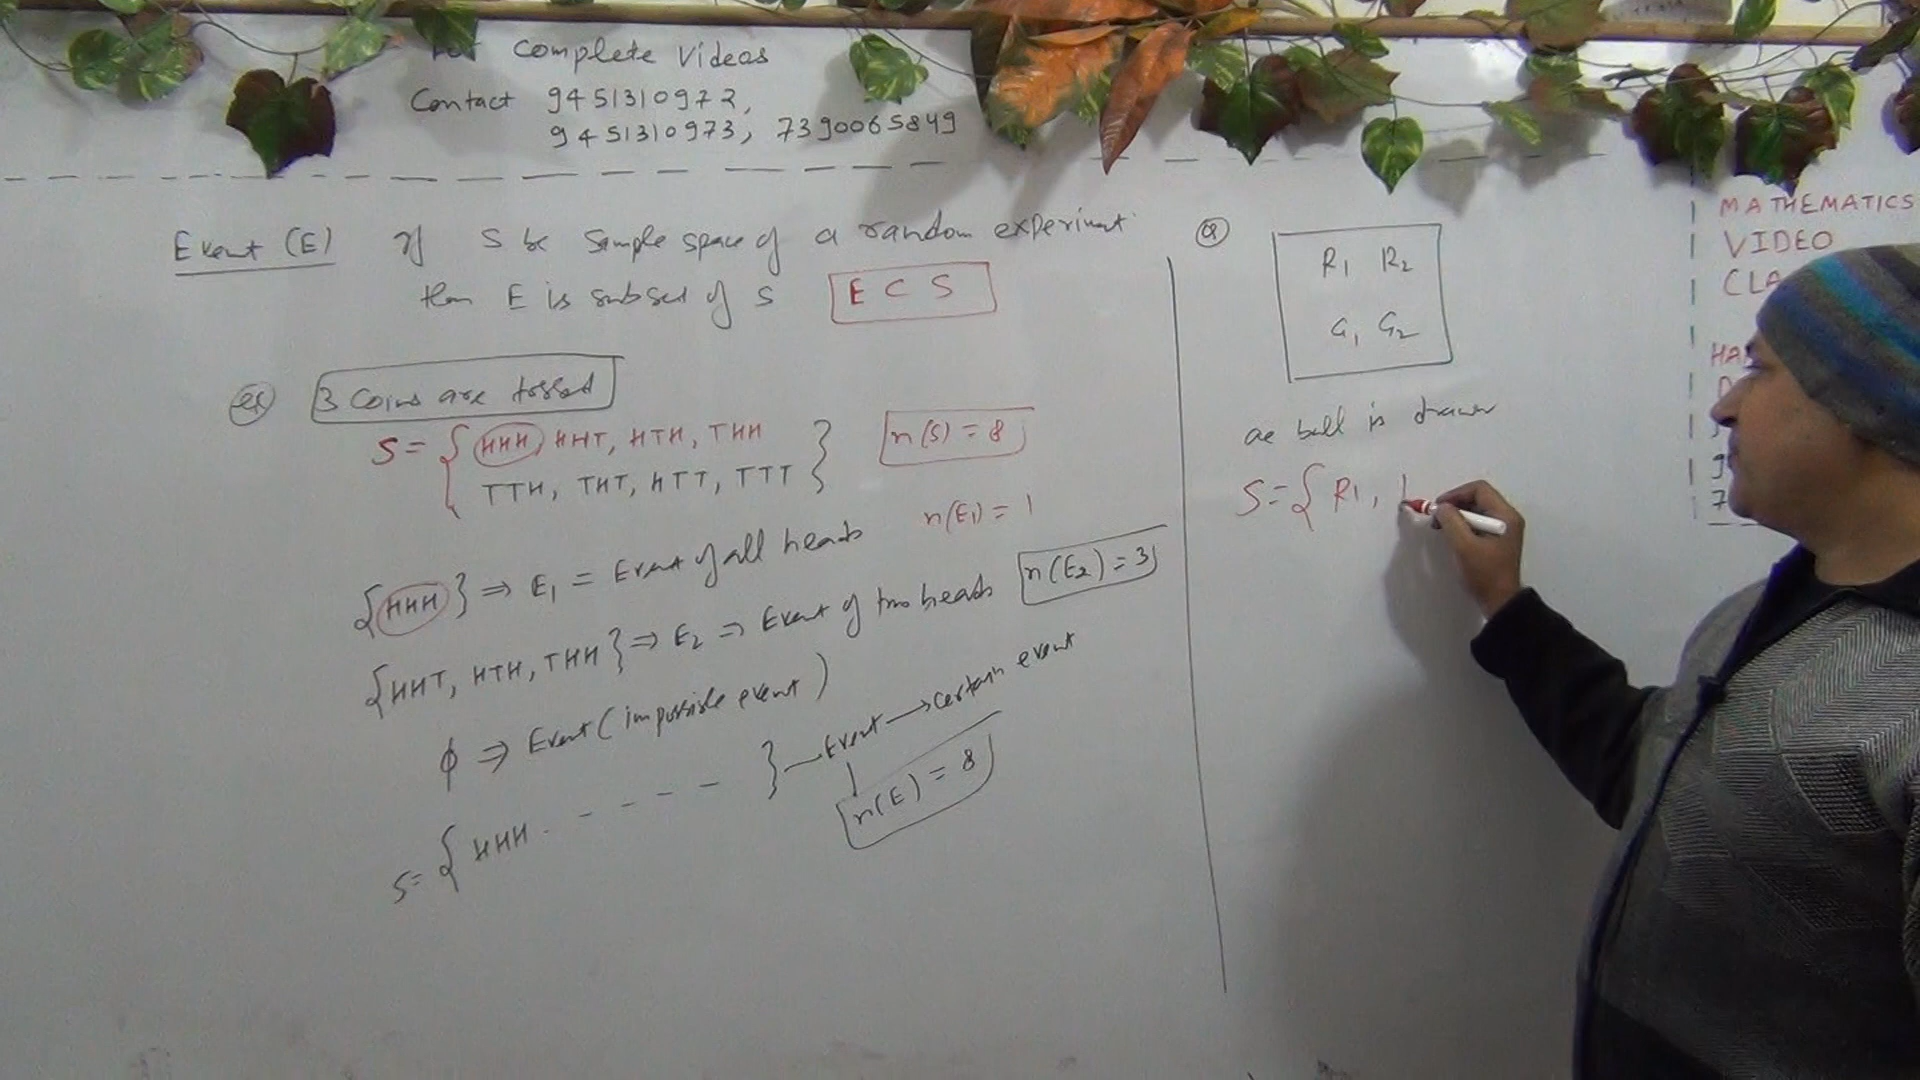 For Complete Videos
Contact 9451310972,
9451310973, 7390065849
Event (E) If S be Sample space of a random experiment
then E is subset of S E ⊂ S
ex 3 Coins are tossed
S = { HHH, HHT, HTH, THH
TTH, THT, HTT, TTT }
n(S) = 8
n(E1) = 1
{HHH} ⇒ E1 = Event of all heads
{HHT, HTH, THH} ⇒ E2 ⇒ Event of two heads n(E2) = 3
ϕ ⇒ Event (impossible event)
S = { HHH - - - - - } — Event → Certain event
n(E) = 8
Q
R1 R2
G1 G2
ball is drawn
S = { R1,
MATHEMATICS
VIDEO
CLA
HA